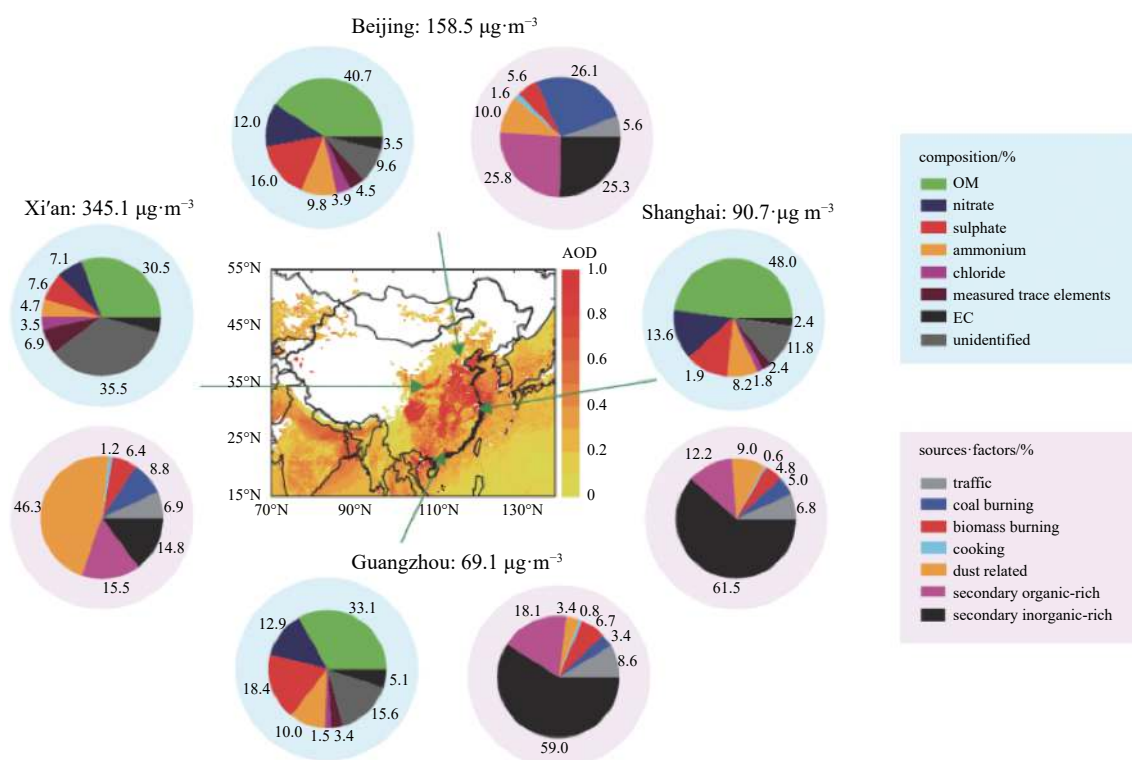 Beijing: 158.5 μg·m⁻³
40.7
12.0
16.0
9.8
3.9
4.5
9.6
3.5
26.1
5.6
1.6
10.0
25.8
25.3
5.6
Xi′an: 345.1 μg·m⁻³
30.5
7.1
7.6
4.7
3.5
6.9
35.5
Shanghai: 90.7·μg m⁻³
48.0
13.6
1.9
8.2
1.8
2.4
11.8
2.4
AOD
1.0
0.8
0.6
0.4
0.2
0
55°N
45°N
35°N
25°N
15°N
70°N
90°N
110°N
130°N
1.2
6.4
8.8
6.9
14.8
15.5
46.3
12.2
9.0
0.6
4.8
5.0
6.8
61.5
Guangzhou: 69.1 μg·m⁻³
33.1
12.9
18.4
10.0
1.5
3.4
15.6
5.1
18.1
3.4
0.8
6.7
3.4
8.6
59.0
composition/%
OM
nitrate
sulphate
ammonium
chloride
measured trace elements
EC
unidentified
sources·factors/%
traffic
coal burning
biomass burning
cooking
dust related
secondary organic-rich
secondary inorganic-rich